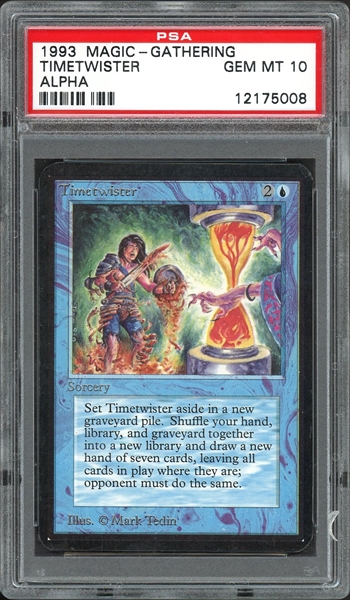 PSA
1993 MAGIC-GATHERING
TIMETWISTER GEM MT 10
ALPHA 12175008
Timetwister 2
Sorcery
Set Timetwister aside in a new
graveyard pile. Shuffle your hand,
library, and graveyard together
into a new library and draw a new
hand of seven cards, leaving all
cards in play where they are;
opponent must do the same.
Illus. © Mark Tedin